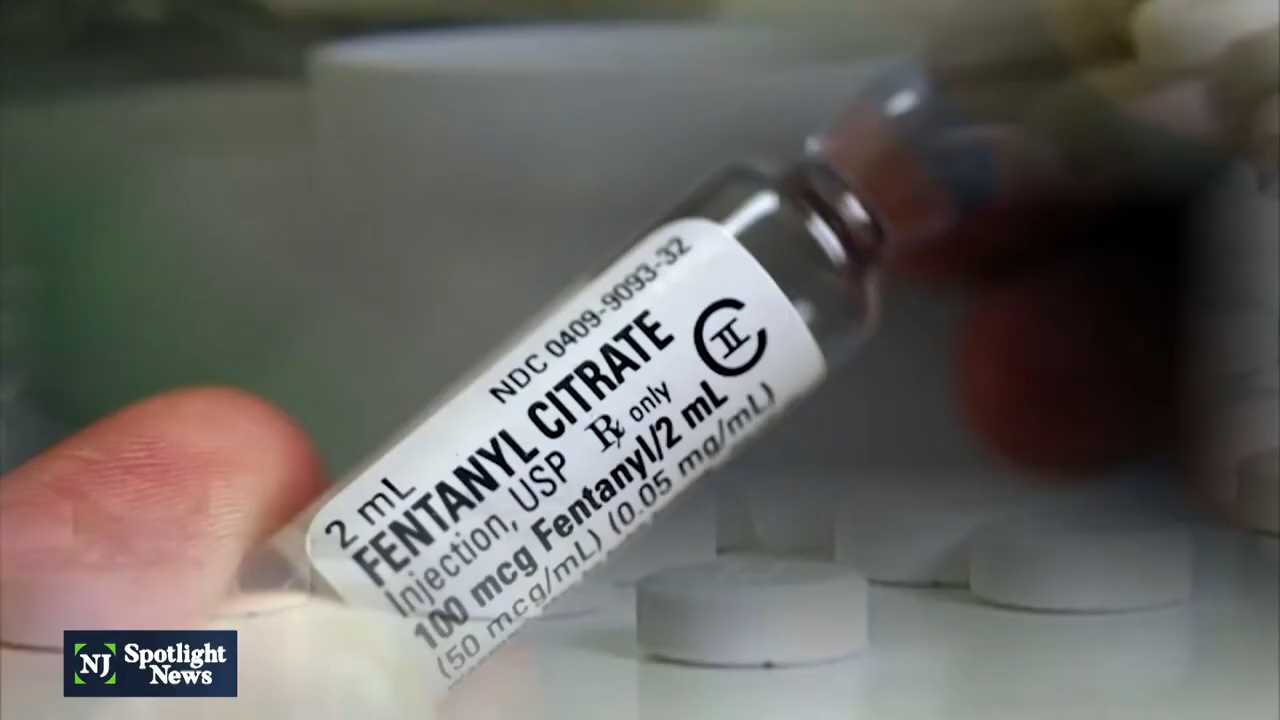 NDC 0409-9093-32
2 mL
FENTANYL CITRATE
CII
Injection, USP Rx only
100 mcg Fentanyl/2 mL
(50 mcg/mL) (0.05 mg/mL)
NJ Spotlight
News